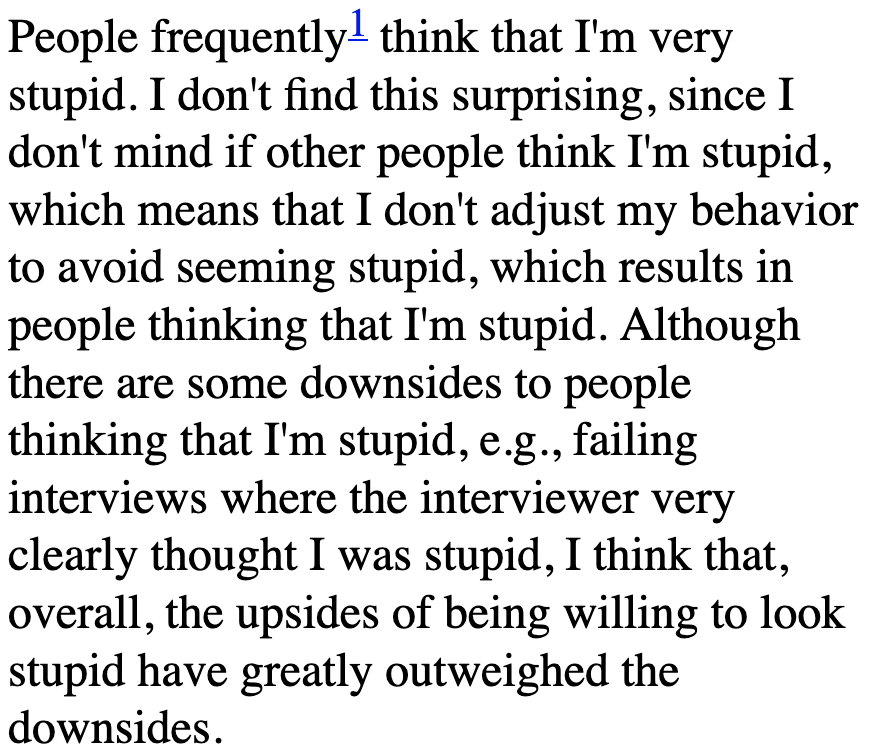 People frequently1 think that I'm very
stupid. I don't find this surprising, since I
don't mind if other people think I'm stupid,
which means that I don't adjust my behavior
to avoid seeming stupid, which results in
people thinking that I'm stupid. Although
there are some downsides to people
thinking that I'm stupid, e.g., failing
interviews where the interviewer very
clearly thought I was stupid, I think that,
overall, the upsides of being willing to look
stupid have greatly outweighed the
downsides.